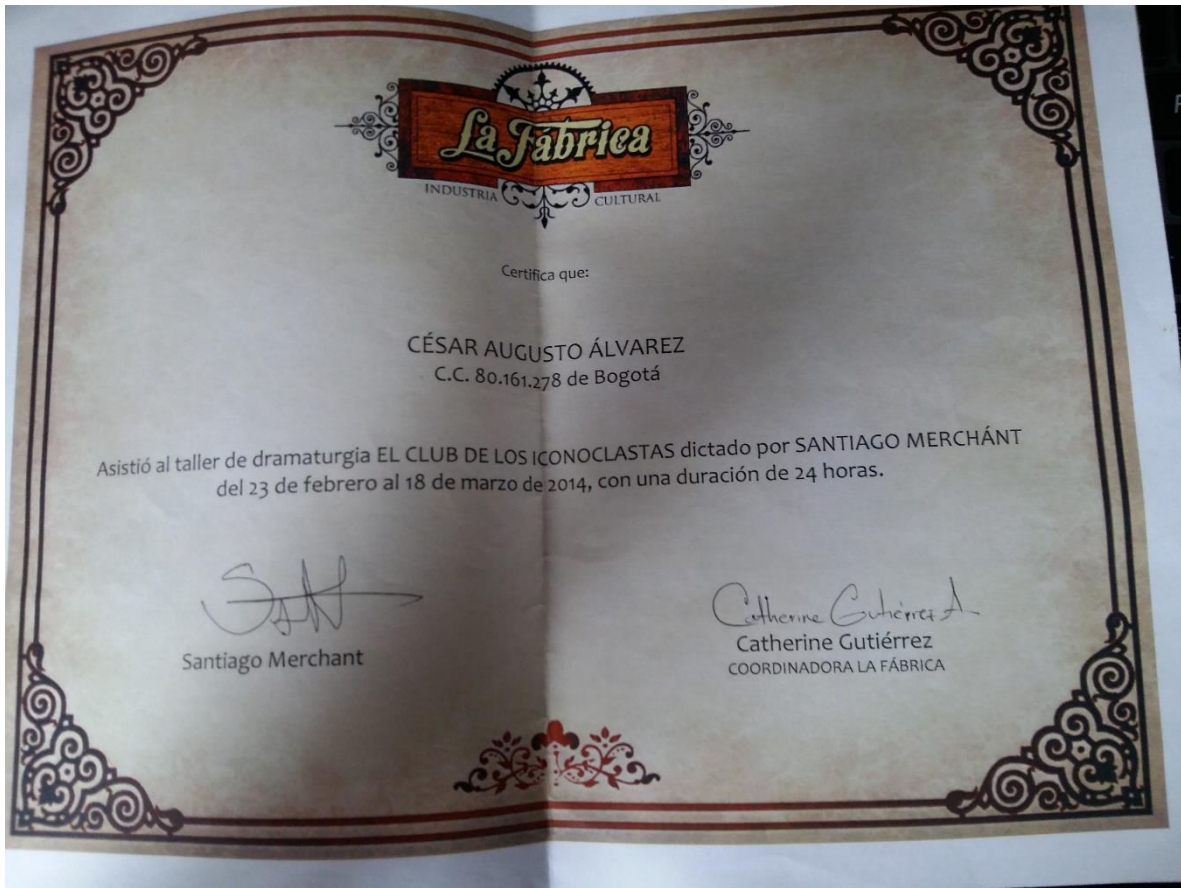 La Fábrica
INDUSTRIA CULTURAL
Certifica que:
CÉSAR AUGUSTO ÁLVAREZ
C.C. 80.161.278 de Bogotá
Asistió al taller de dramaturgia EL CLUB DE LOS ICONOCLASTAS dictado por SANTIAGO MERCHÁNT
del 23 de febrero al 18 de marzo de 2014, con una duración de 24 horas.
Catherine Gutiérrez A
Santiago Merchant
Catherine Gutiérrez
COORDINADORA LA FÁBRICA